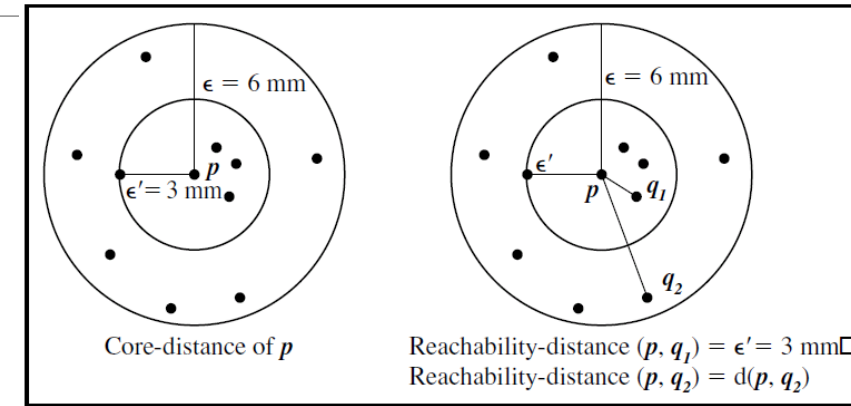 ϵ = 6 mm
p
ϵ′= 3 mm
Core-distance of p
ϵ = 6 mm
ϵ′
p
q₁
q₂
Reachability-distance (p, q₁) = ϵ′= 3 mm□
Reachability-distance (p, q₂) = d(p, q₂)